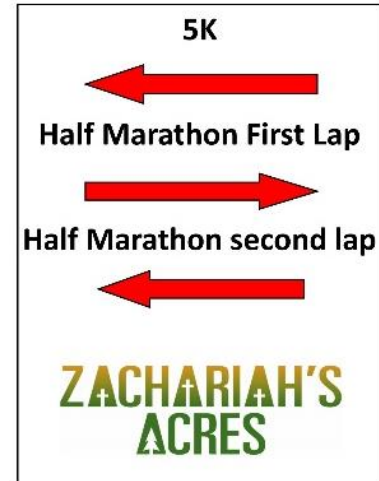 5K
Half Marathon First Lap
Half Marathon second lap
ZACHARIAH'S
ACRES